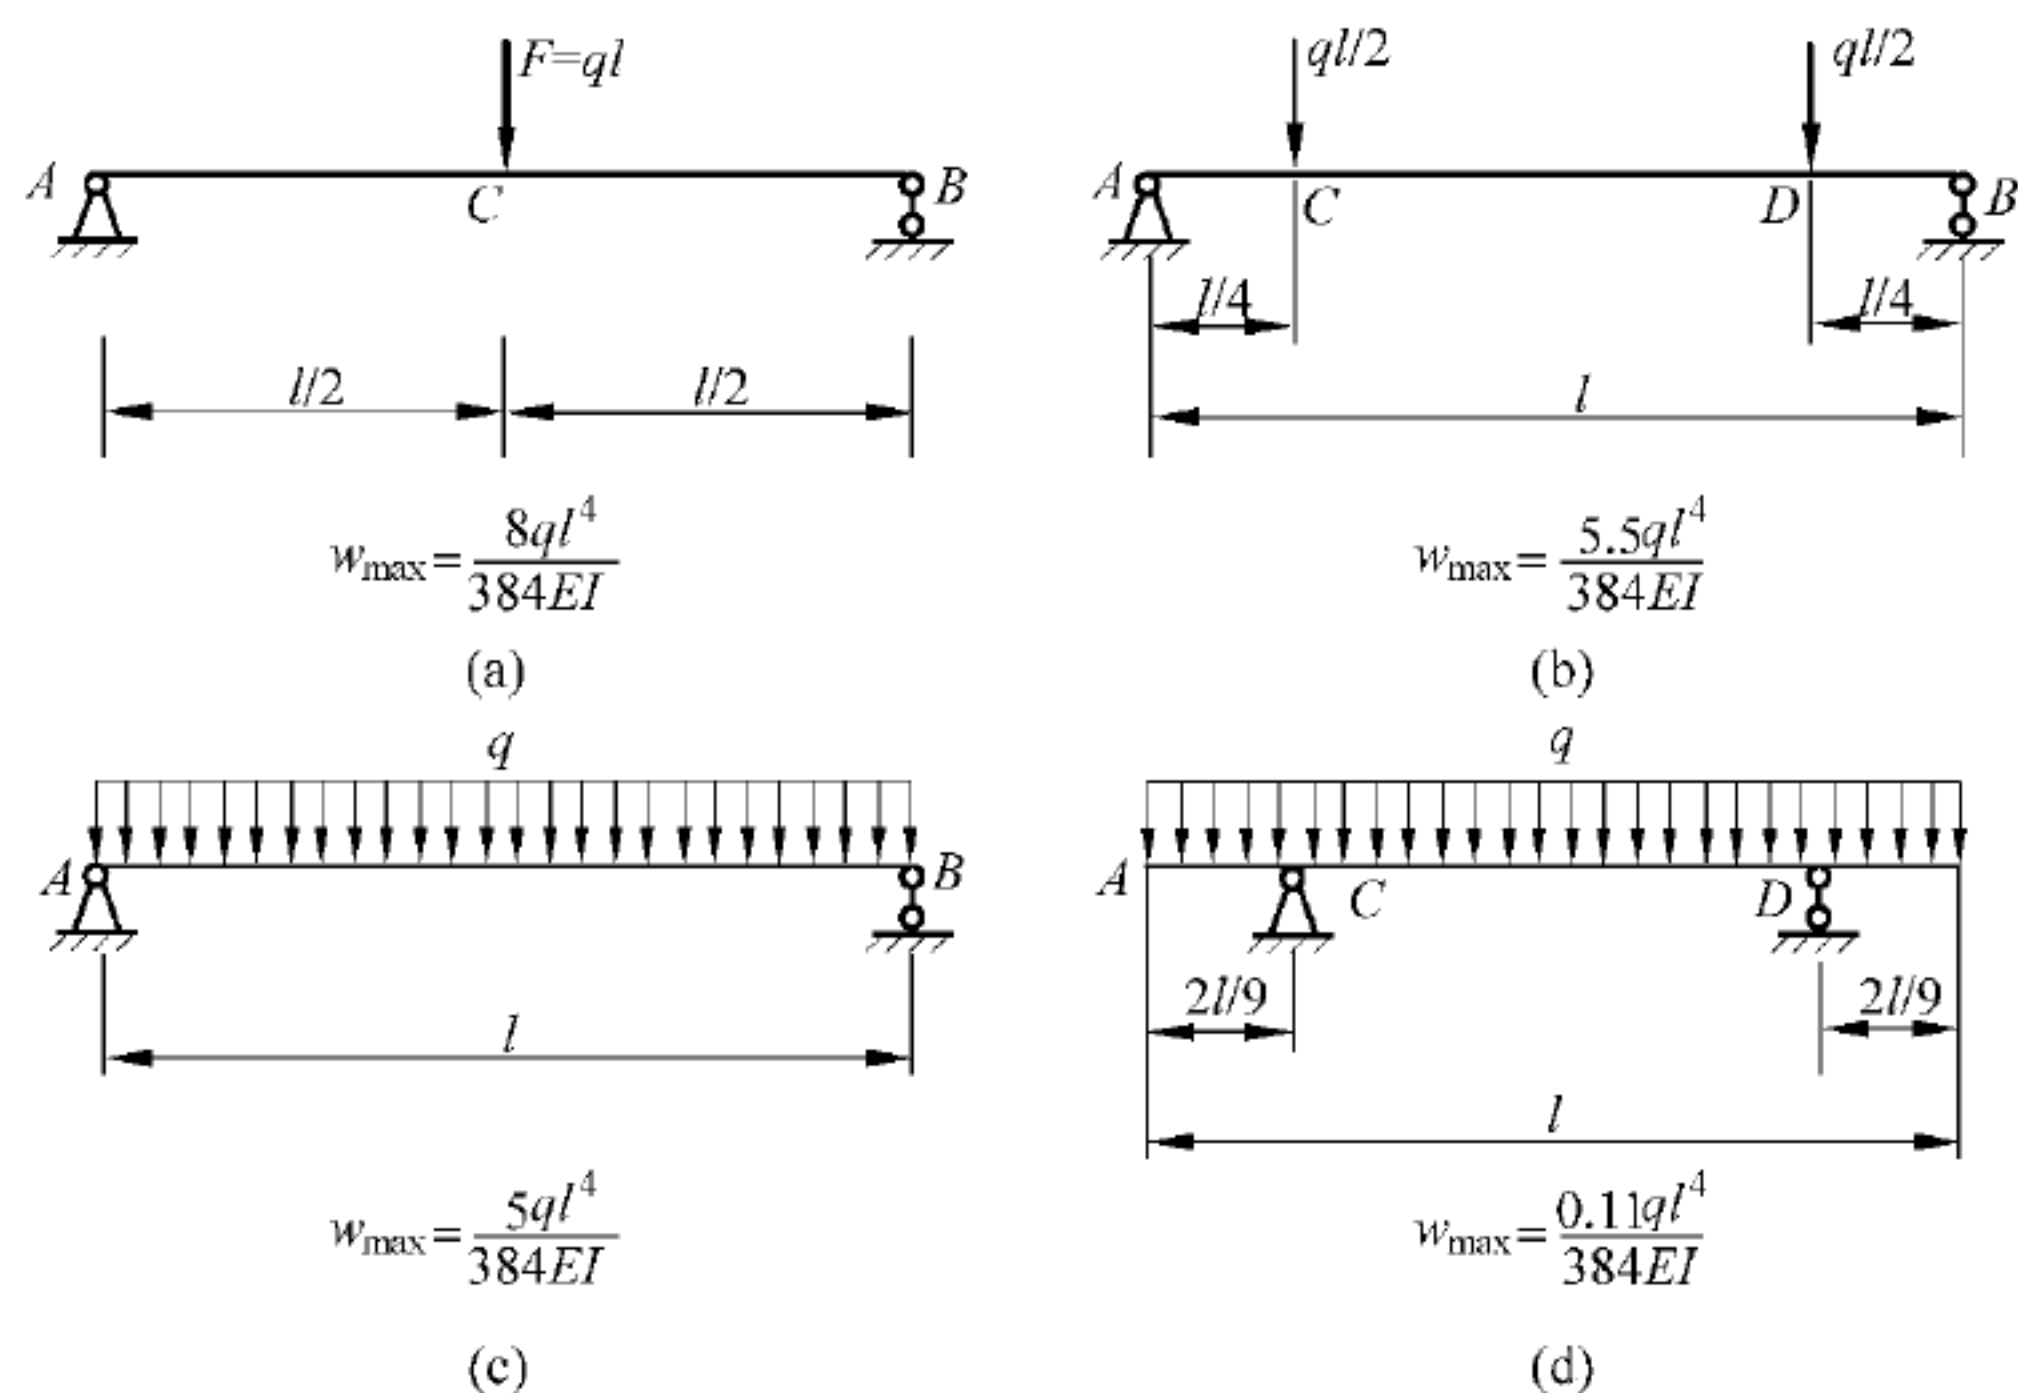 F=ql
A
C
B
l/2
l/2
w_max = 8ql^4 / 384EI
(a)
ql/2
ql/2
A
C
D
B
l/4
l/4
l
w_max = 5.5ql^4 / 384EI
(b)
q
A
B
l
w_max = 5ql^4 / 384EI
(c)
q
A
C
D
2l/9
2l/9
l
w_max = 0.11ql^4 / 384EI
(d)